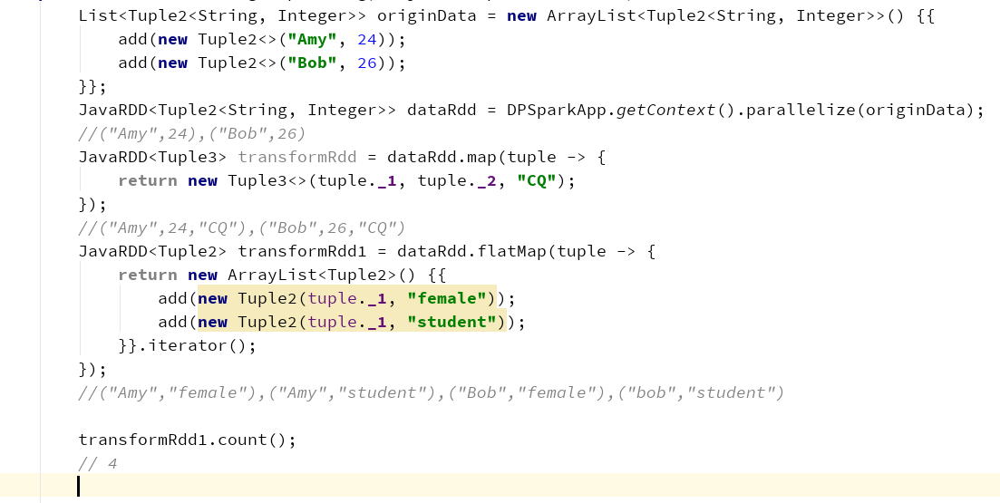 List<Tuple2<String, Integer>> originData = new ArrayList<Tuple2<String, Integer>>() {{
add(new Tuple2<>("Amy", 24));
add(new Tuple2<>("Bob", 26));
}};
JavaRDD<Tuple2<String, Integer>> dataRdd = DPSparkApp.getContext().parallelize(originData);
//("Amy",24),("Bob",26)
JavaRDD<Tuple3> transformRdd = dataRdd.map(tuple -> {
return new Tuple3<>(tuple._1, tuple._2, "CQ");
});
//("Amy",24,"CQ"),("Bob",26,"CQ")
JavaRDD<Tuple2> transformRdd1 = dataRdd.flatMap(tuple -> {
return new ArrayList<Tuple2>() {{
add(new Tuple2(tuple._1, "female"));
add(new Tuple2(tuple._1, "student"));
}}.iterator();
});
//("Amy","female"),("Amy","student"),("Bob","female"),("bob","student")
transformRdd1.count();
// 4